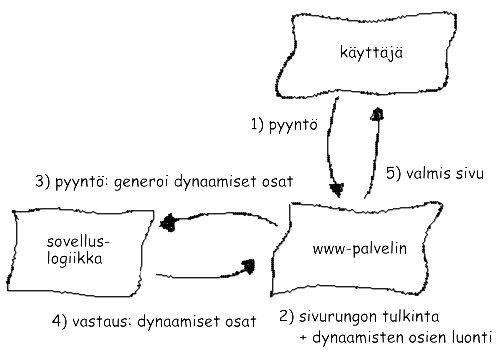 käyttäjä
1) pyyntö
5) valmis sivu
3) pyyntö: generoi dynaamiset osat
sovellus-
logiikka
www-palvelin
4) vastaus: dynaamiset osat
2) sivurungon tulkinta
+ dynaamisten osien luonti